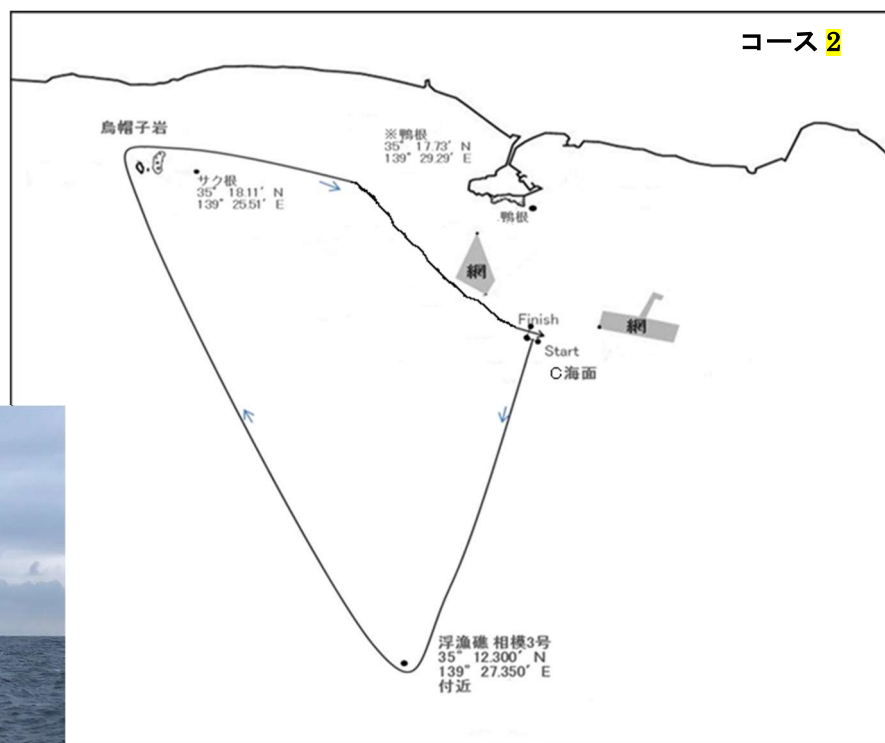 コース 2
烏帽子岩
※鴨根
35° 17.73′ N
139° 29.29′ E
サク根
35° 18.11′ N
139° 25.51′ E
.鴨根
網
網
Finish
Start
C海面
浮漁礁 相模3号
35° 12.300′ N
139° 27.350′ E
付近